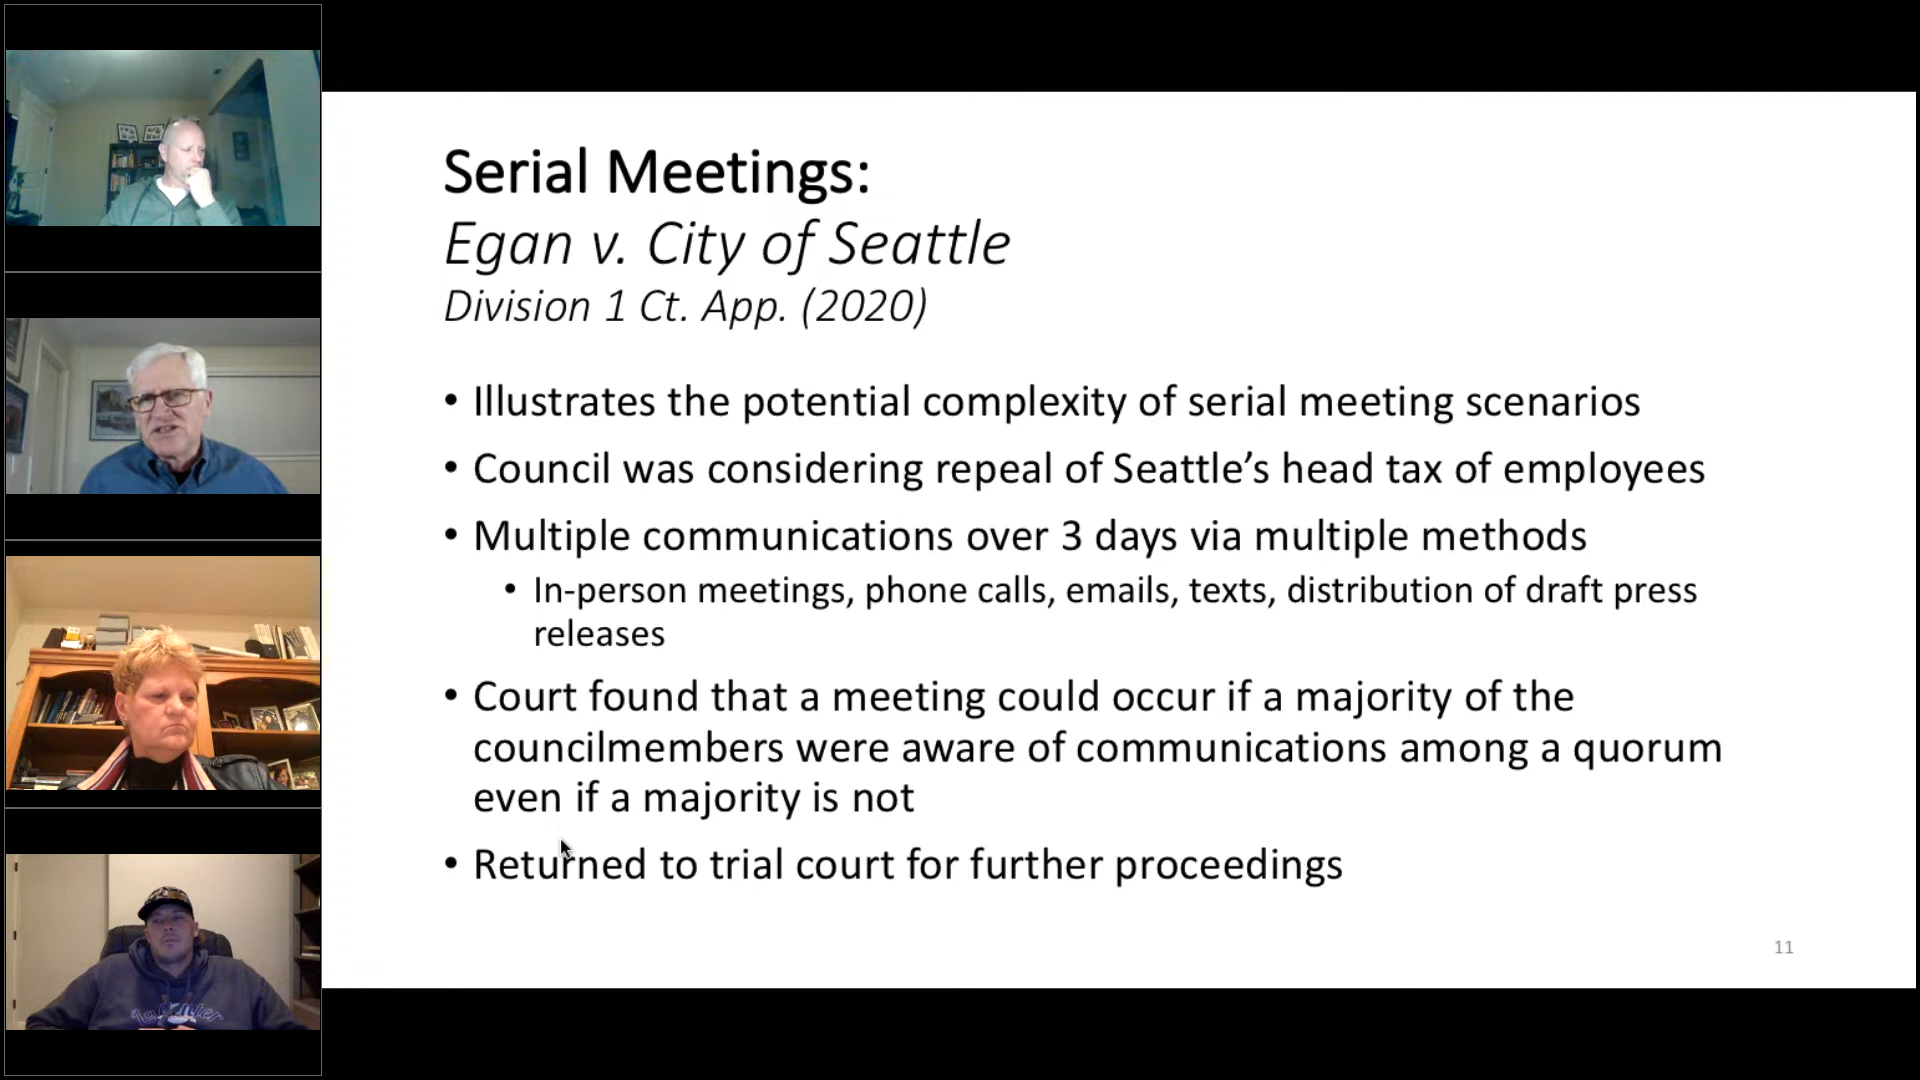 Serial Meetings:
Egan v. City of Seattle
Division 1 Ct. App. (2020)
• Illustrates the potential complexity of serial meeting scenarios
• Council was considering repeal of Seattle’s head tax of employees
• Multiple communications over 3 days via multiple methods
• In-person meetings, phone calls, emails, texts, distribution of draft press
releases
• Court found that a meeting could occur if a majority of the
councilmembers were aware of communications among a quorum
even if a majority is not
• Returned to trial court for further proceedings
11